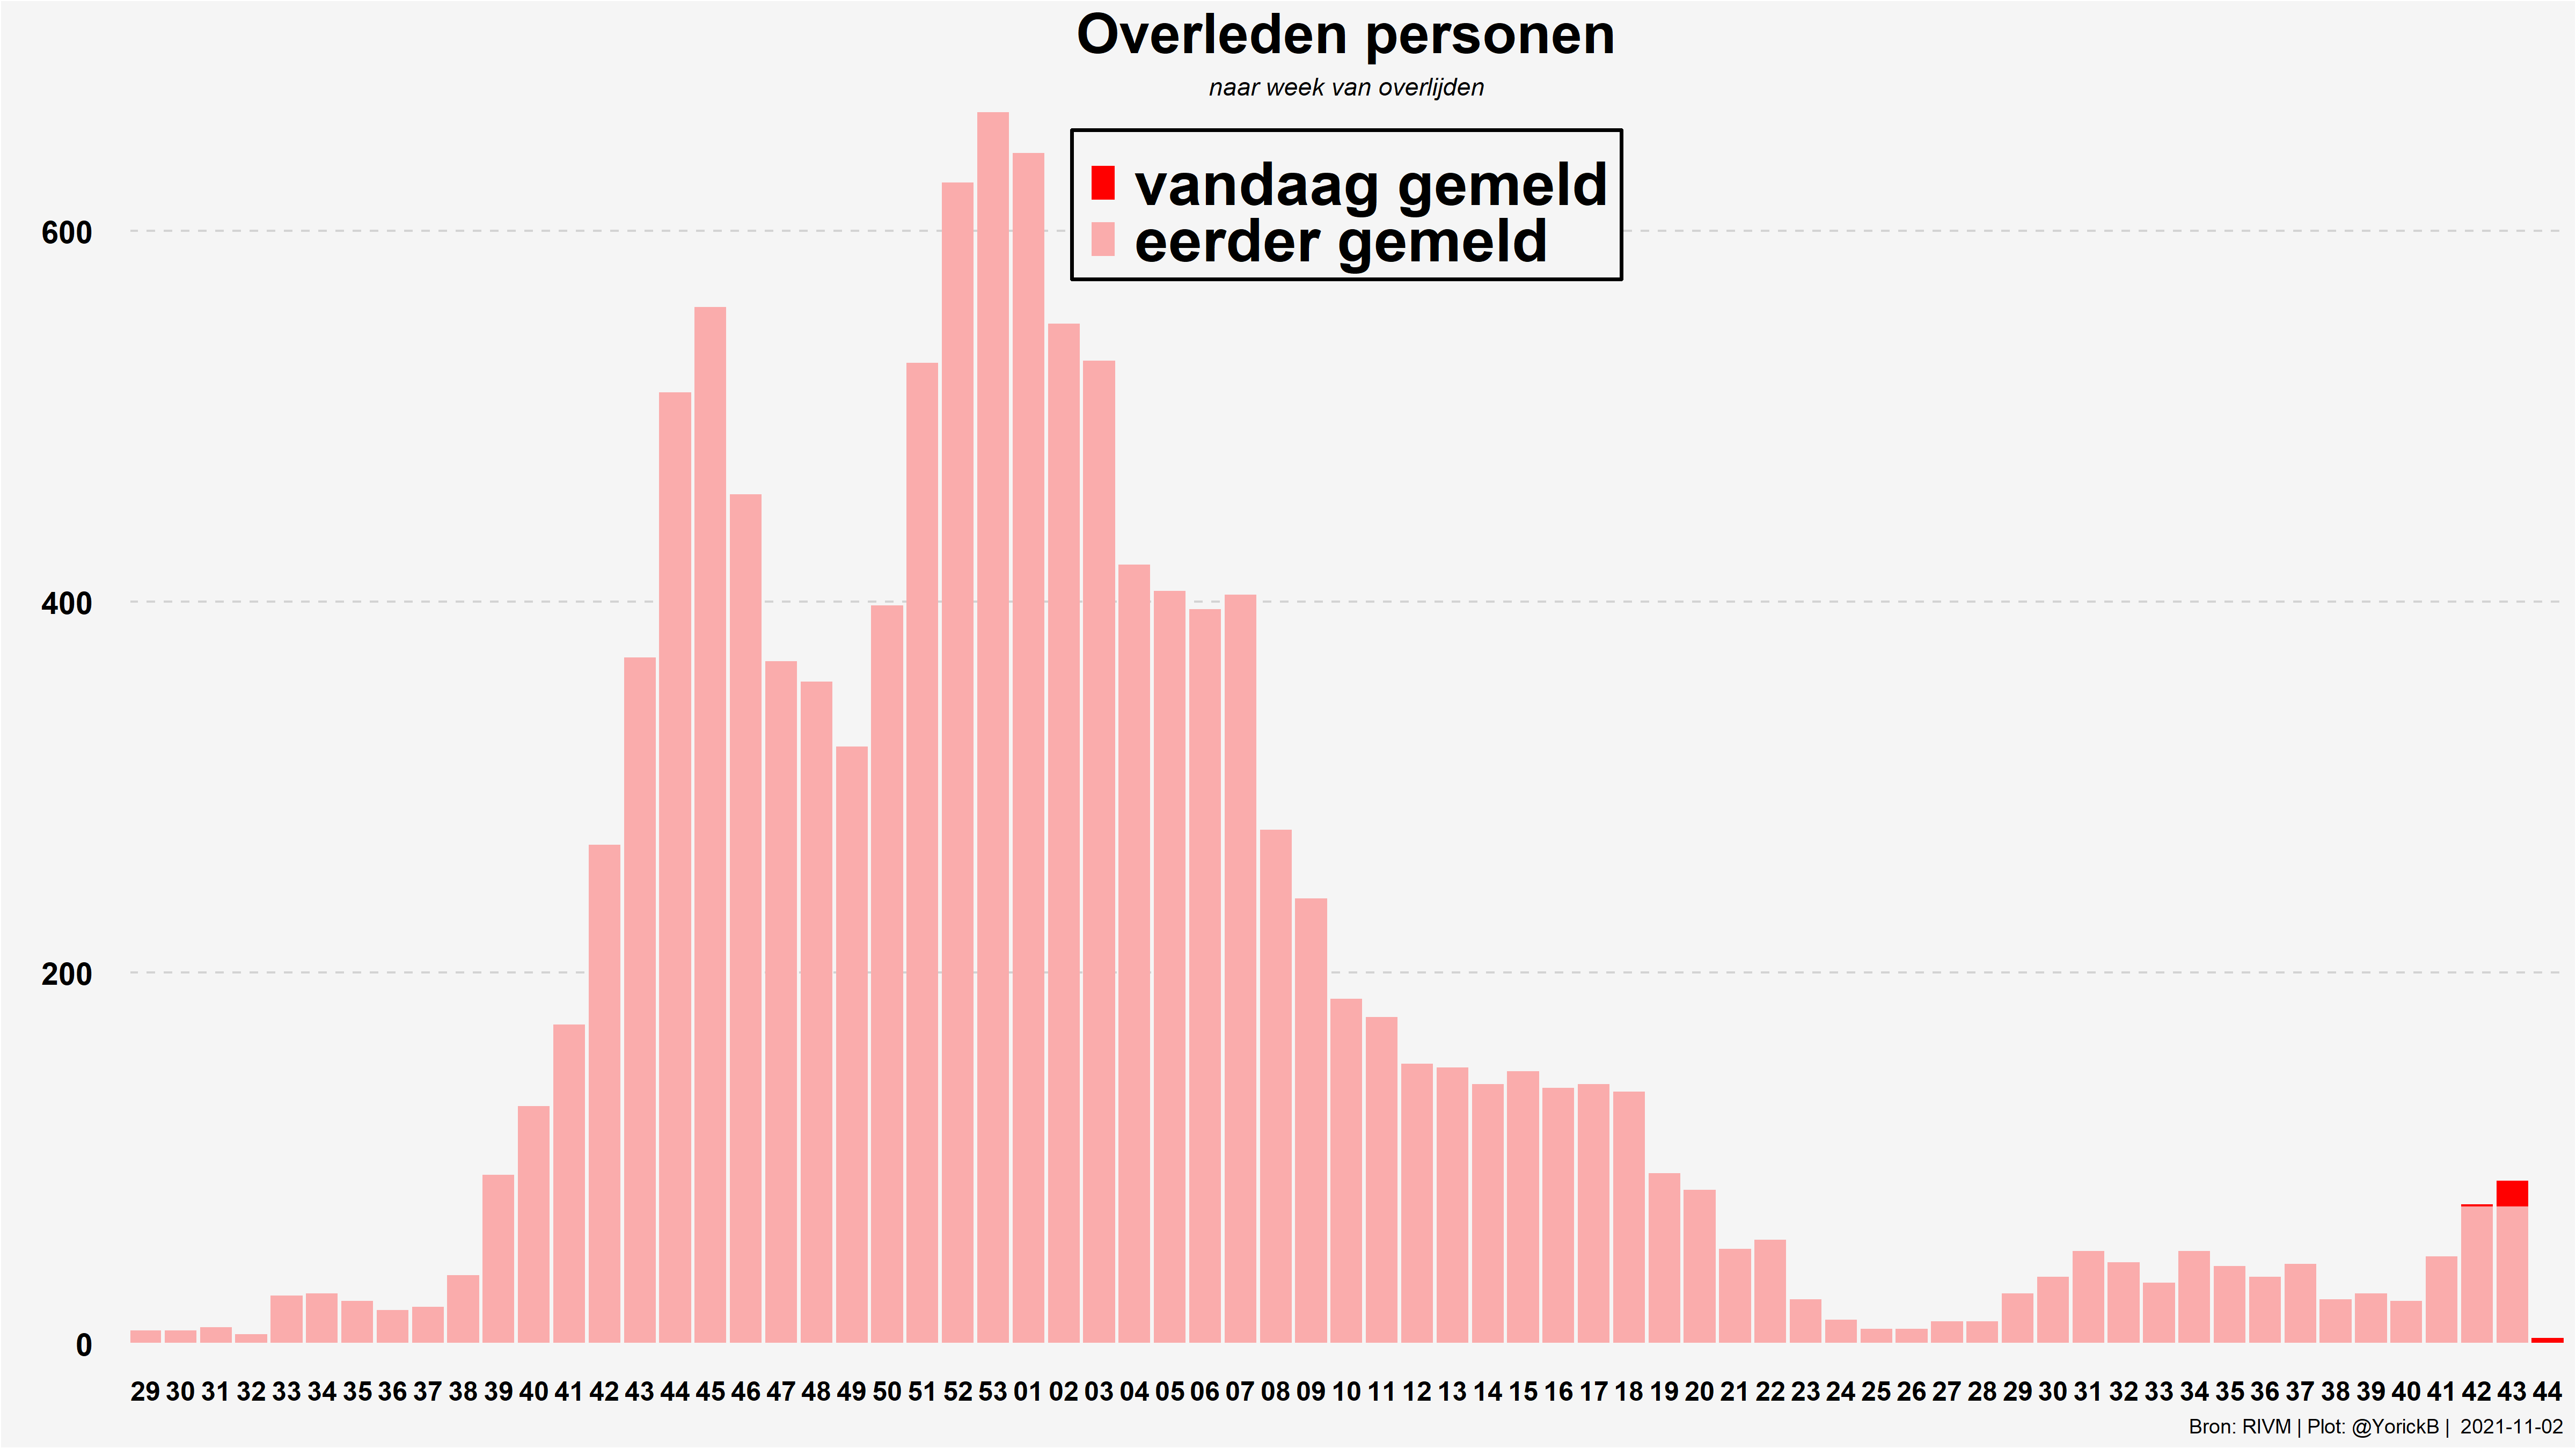 Overleden personen
naar week van overlijden
vandaag gemeld
eerder gemeld
600
400
200
0
29 30 31 32 33 34 35 36 37 38 39 40 41 42 43 44 45 46 47 48 49 50 51 52 53 01 02 03 04 05 06 07 08 09 10 11 12 13 14 15 16 17 18 19 20 21 22 23 24 25 26 27 28 29 30 31 32 33 34 35 36 37 38 39 40 41 42 43 44
Bron: RIVM | Plot: @YorickB | 2021-11-02